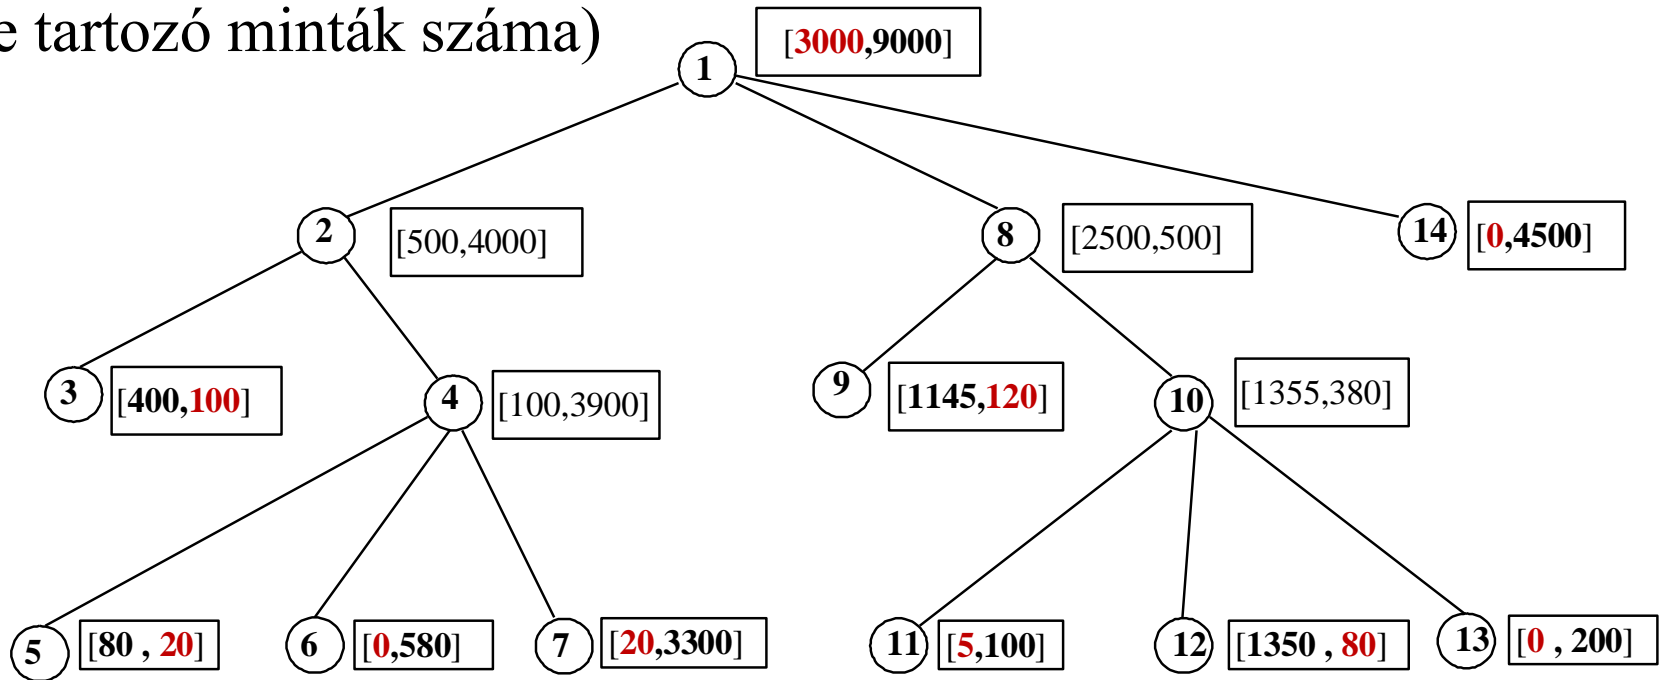 e tartozó minták száma)
1 [3000,9000]
2 [500,4000] 8 [2500,500] 14 [0,4500]
3 [400,100] 4 [100,3900] 9 [1145,120] 10 [1355,380]
5 [80 , 20] 6 [0,580] 7 [20,3300] 11 [5,100] 12 [1350 , 80] 13 [0 , 200]